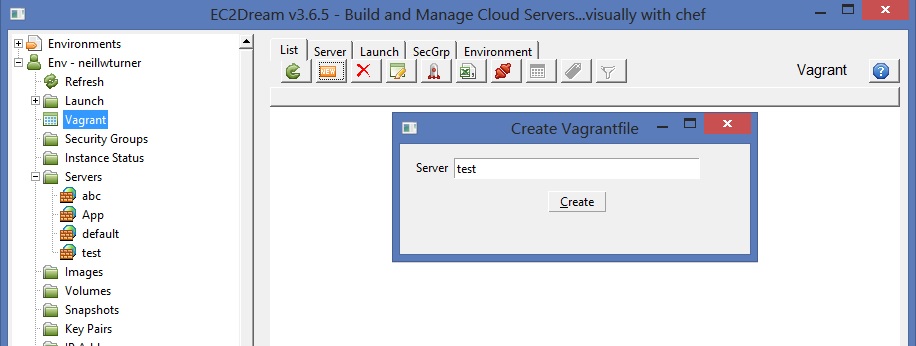 EC2Dream v3.6.5 - Build and Manage Cloud Servers...visually with chef
Environments
Env - neillwturner
Refresh
Launch
Vagrant
Security Groups
Instance Status
Servers
abc
App
default
test
Images
Volumes
Snapshots
Key Pairs
List Server Launch SecGrp Environment
NEW
Vagrant
Create Vagrantfile
Server test
Create